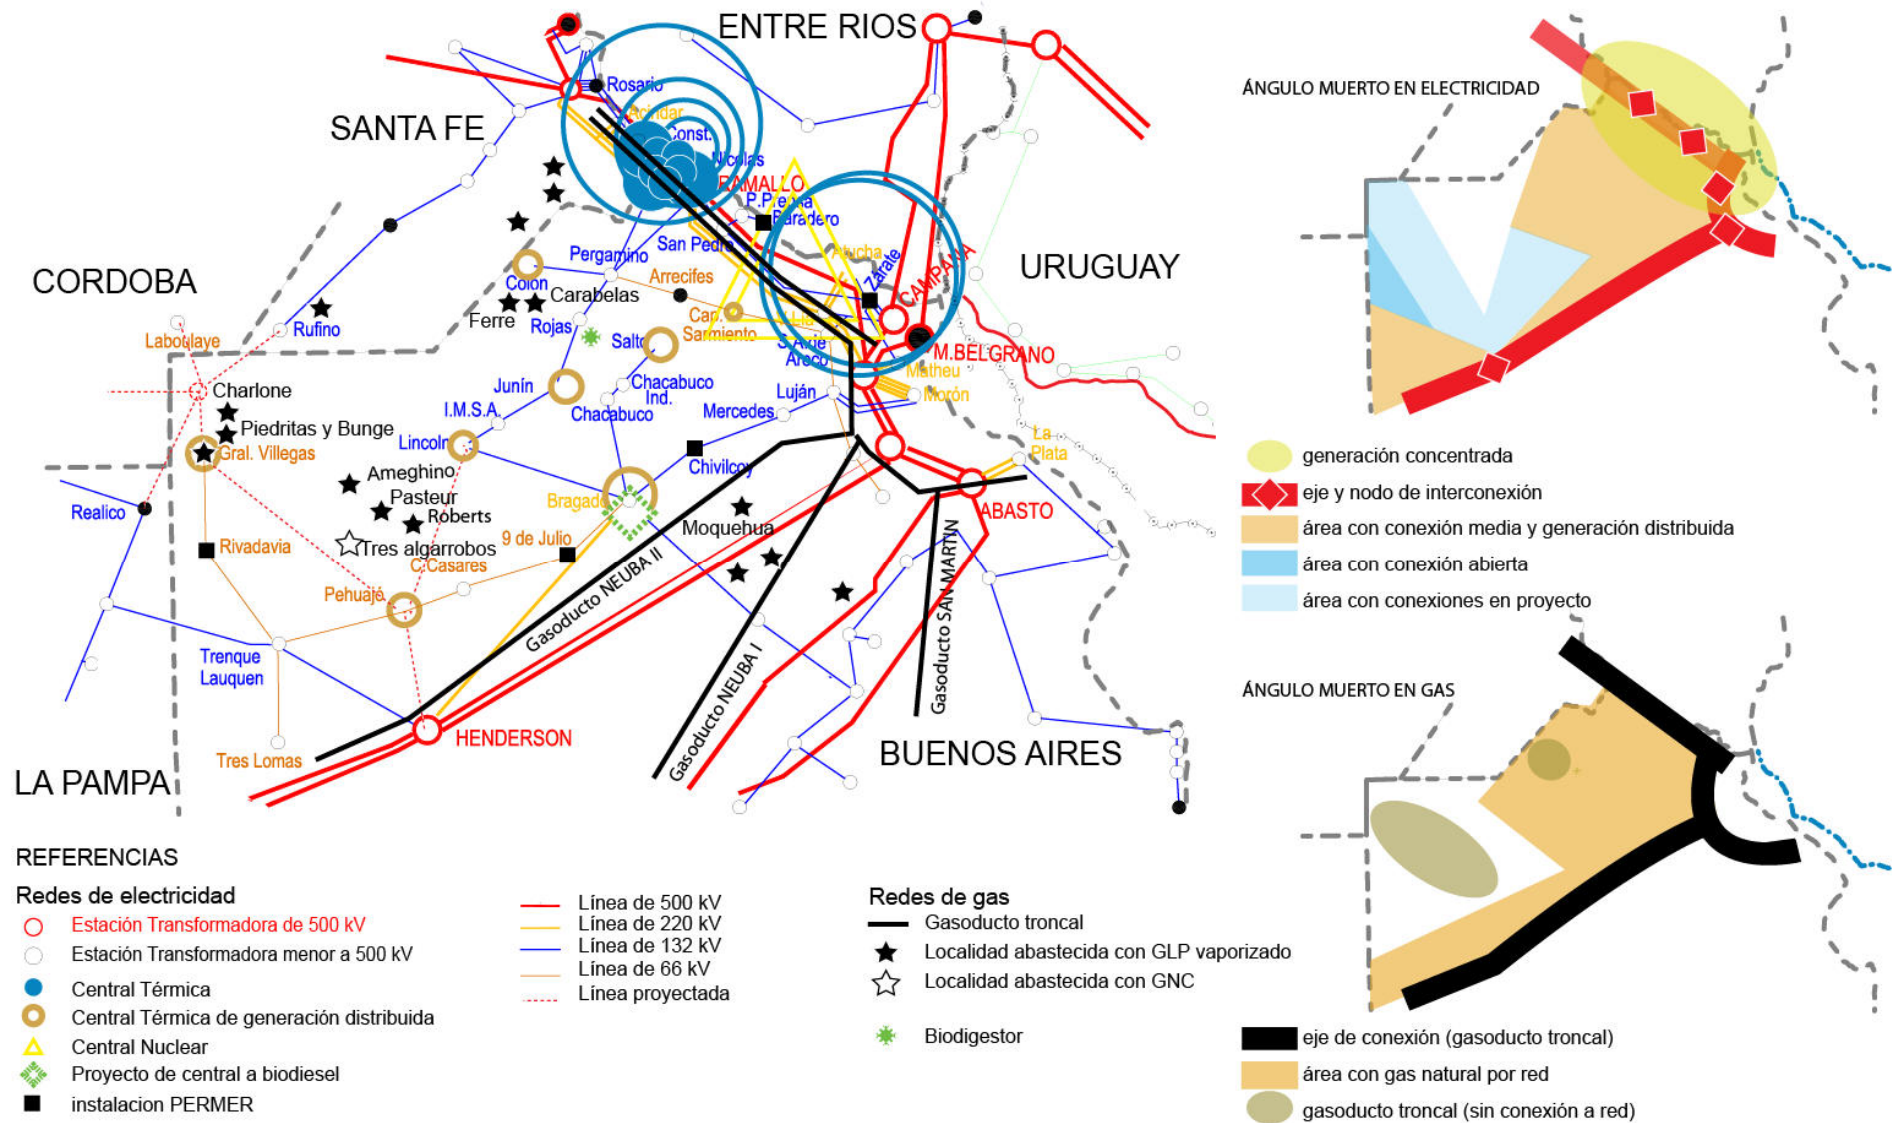 ENTRE RIOS
SANTA FE
CORDOBA
URUGUAY
LA PAMPA
BUENOS AIRES
Rosario
Acindar
Const.
Nicolas
RAMALLO
P.Prensa
Baradero
San Pedro
Pergamino
Arrecifes
Atucha
Zárate
CAMPANA
Colón
Carabelas
Ferre
Rojas
Salto
Cap.
Sarmiento
S.A.de
Areco
M.BELGRANO
Matheu
Morón
Rufino
Laboulaye
Charlone
Piedritas y Bunge
Gral. Villegas
Junín
I.M.S.A.
Lincoln
Chacabuco
Ind.
Chacabuco
Luján
Mercedes
Chivilcoy
La
Plata
ABASTO
Ameghino
Pasteur
Roberts
Tres algarrobos
C.Casares
Bragado
9 de Julio
Moquehua
Realico
Rivadavia
Pehuajó
Trenque
Lauquen
Tres Lomas
HENDERSON
Gasoducto NEUBA II
Gasoducto NEUBA I
Gasoducto SAN MARTIN
REFERENCIAS
Redes de electricidad
Estación Transformadora de 500 kV
Estación Transformadora menor a 500 kV
Central Térmica
Central Térmica de generación distribuida
Central Nuclear
Proyecto de central a biodiesel
instalacion PERMER
Línea de 500 kV
Línea de 220 kV
Línea de 132 kV
Línea de 66 kV
Línea proyectada
Redes de gas
Gasoducto troncal
Localidad abastecida con GLP vaporizado
Localidad abastecida con GNC
Biodigestor
ÁNGULO MUERTO EN ELECTRICIDAD
generación concentrada
eje y nodo de interconexión
área con conexión media y generación distribuida
área con conexión abierta
área con conexiones en proyecto
ÁNGULO MUERTO EN GAS
eje de conexión (gasoducto troncal)
área con gas natural por red
gasoducto troncal (sin conexión a red)